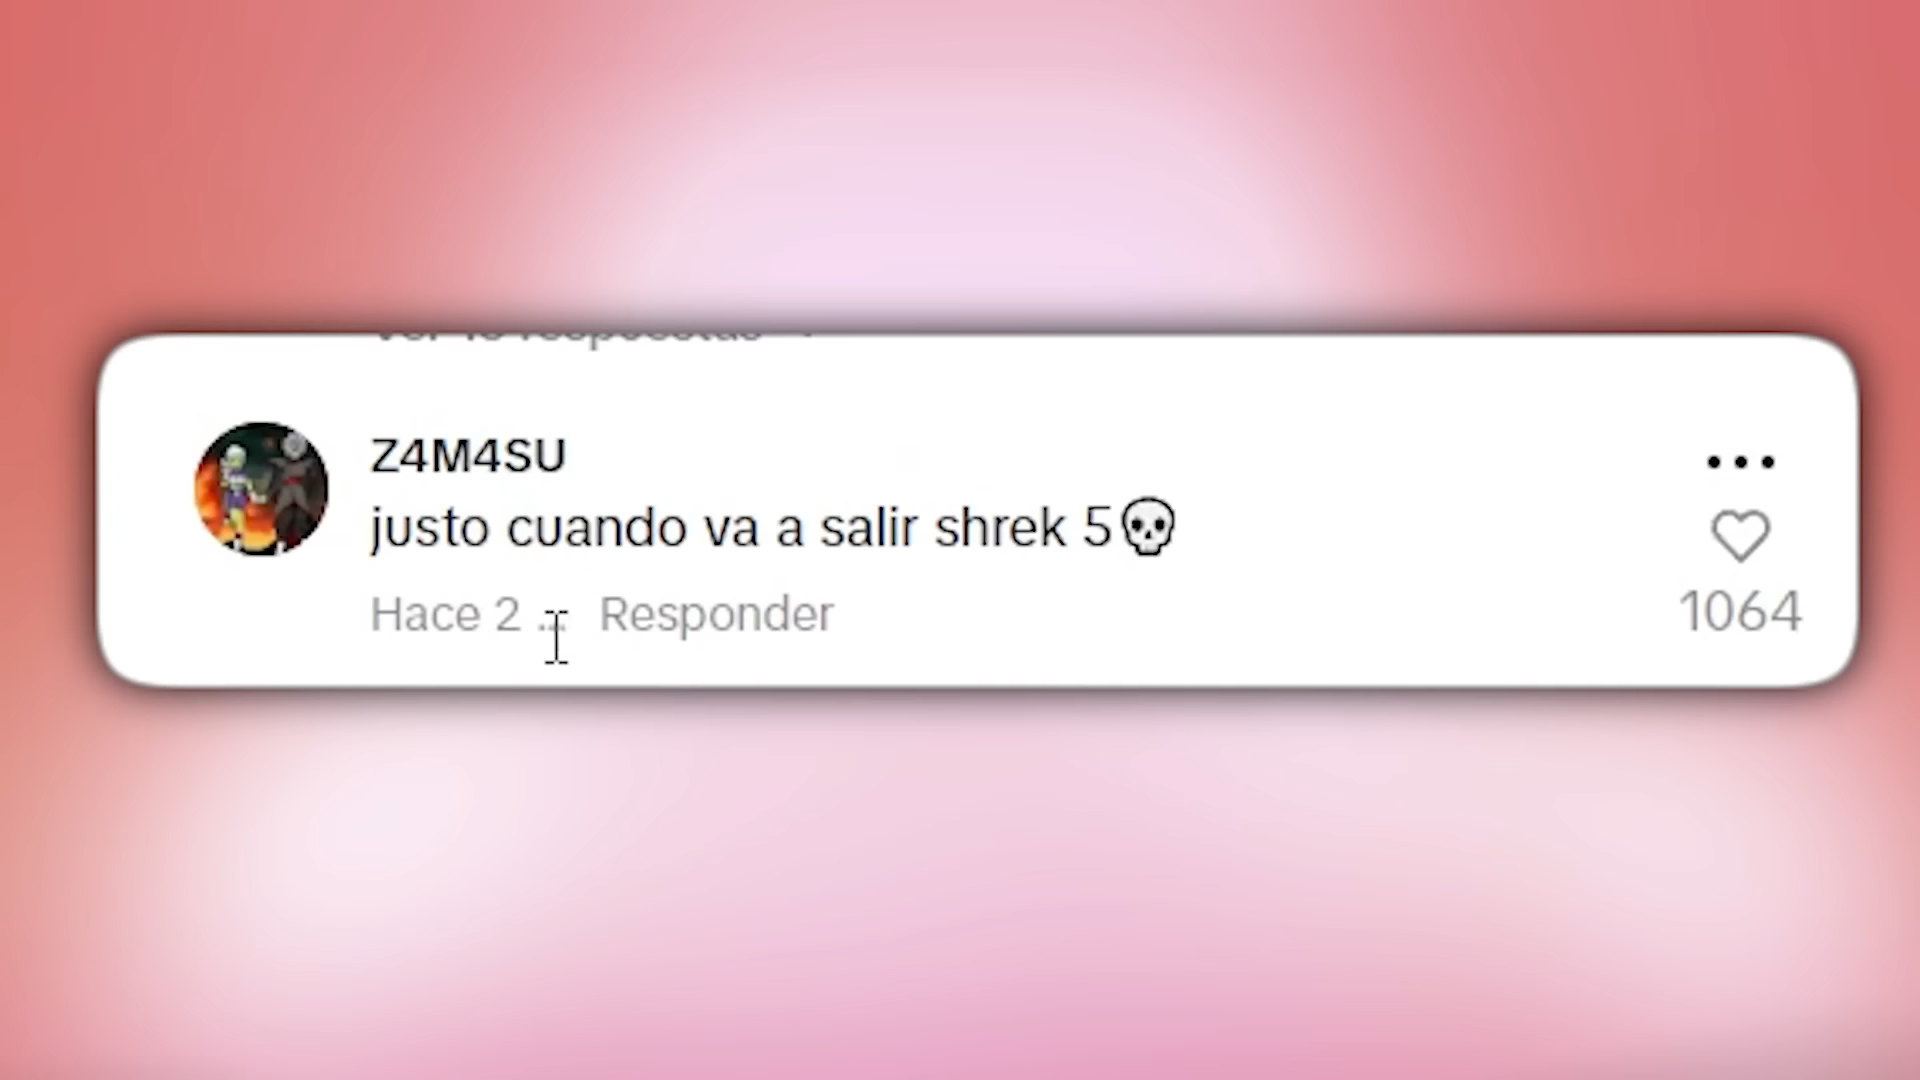 Z4M4SU
justo cuando va a salir shrek 5💀
Hace 2 ... Responder
1064